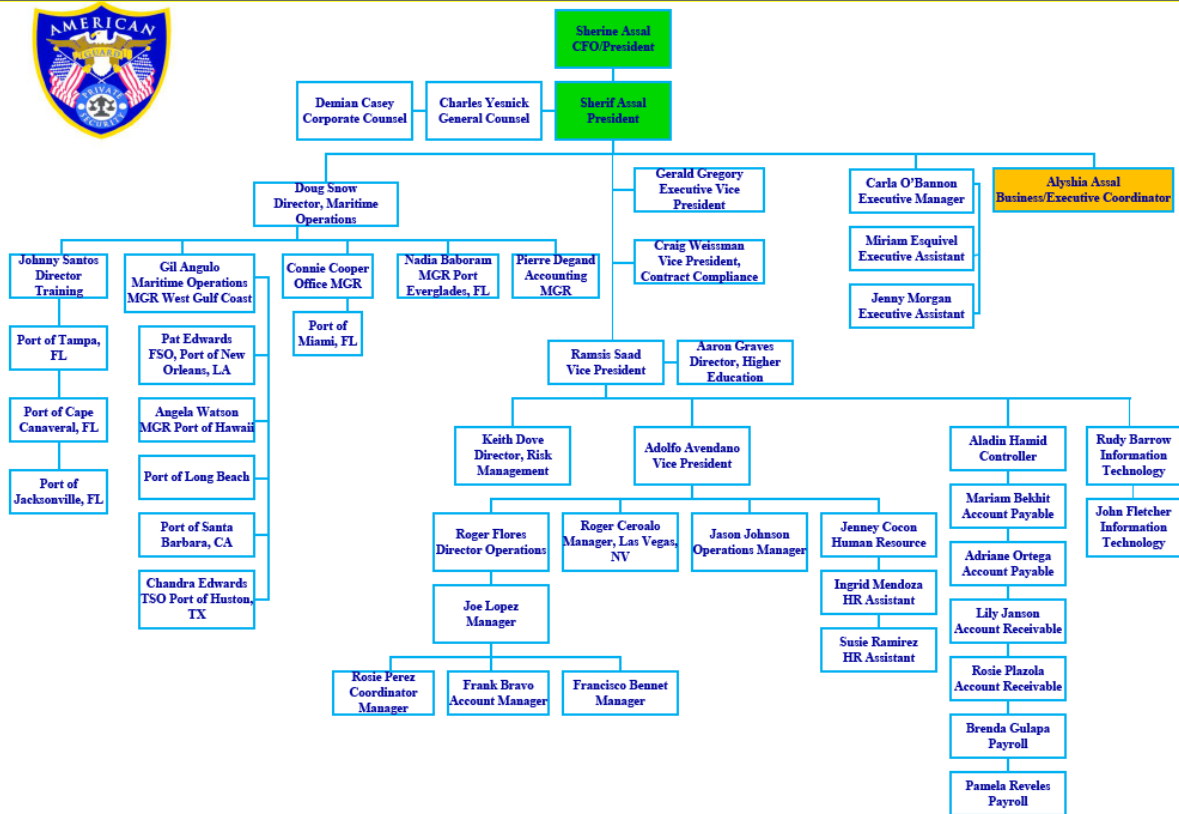 AMERICAN
GUARD
PRIVATE
SECURITY
Sherine Assal
CFO/President
Demian Casey
Corporate Counsel
Charles Yesnick
General Counsel
Sherif Assal
President
Doug Snow
Director, Maritime
Operations
Gerald Gregory
Executive Vice
President
Craig Weissman
Vice President,
Contract Compliance
Carla O’Bannon
Executive Manager
Miriam Esquivel
Executive Assistant
Jenny Morgan
Executive Assistant
Alyshia Assal
Business/Executive Coordinator
Johnny Santos
Director
Training
Port of Tampa,
FL
Port of Cape
Canaveral, FL
Port of
Jacksonville, FL
Gil Angulo
Maritime Operations
MGR West Gulf Coast
Pat Edwards
FSO, Port of New
Orleans, LA
Angela Watson
MGR Port of Hawaii
Port of Long Beach
Port of Santa
Barbara, CA
Chandra Edwards
TSO Port of Huston,
TX
Connie Cooper
Office MGR
Port of
Miami, FL
Nadia Baboram
MGR Port
Everglades, FL
Pierre Degand
Accounting
MGR
Ramsis Saad
Vice President
Aaron Graves
Director, Higher
Education
Keith Dove
Director, Risk
Management
Adolfo Avendano
Vice President
Roger Flores
Director Operations
Joe Lopez
Manager
Rosie Perez
Coordinator
Manager
Frank Bravo
Account Manager
Francisco Bennet
Manager
Roger Ceroalo
Manager, Las Vegas,
NV
Jason Johnson
Operations Manager
Jenney Cocon
Human Resource
Ingrid Mendoza
HR Assistant
Susie Ramirez
HR Assistant
Aladin Hamid
Controller
Mariam Bekhit
Account Payable
Adriane Ortega
Account Payable
Lily Janson
Account Receivable
Rosie Plazola
Account Receivable
Brenda Gulapa
Payroll
Pamela Reveles
Payroll
Rudy Barrow
Information
Technology
John Fletcher
Information
Technology